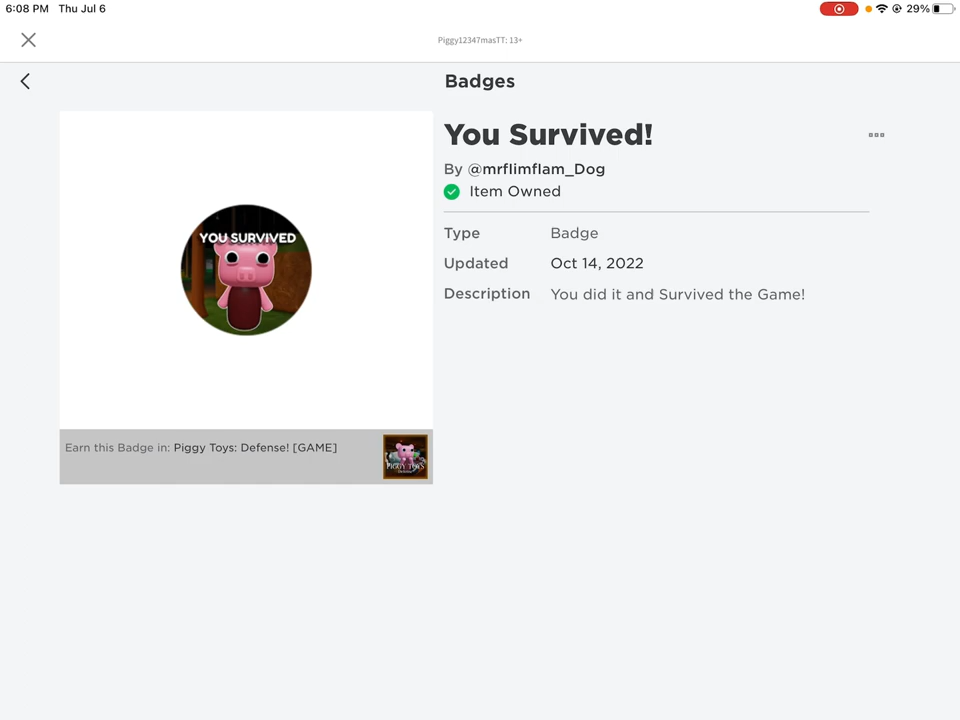 6:08 PM Thu Jul 6
29%
Piggy12347masTT: 13+
Badges
You Survived!
By @mrflimflam_Dog
Item Owned
Type Badge
Updated Oct 14, 2022
Description You did it and Survived the Game!
YOU SURVIVED
Earn this Badge in: Piggy Toys: Defense! [GAME]
PIGGY TOYS